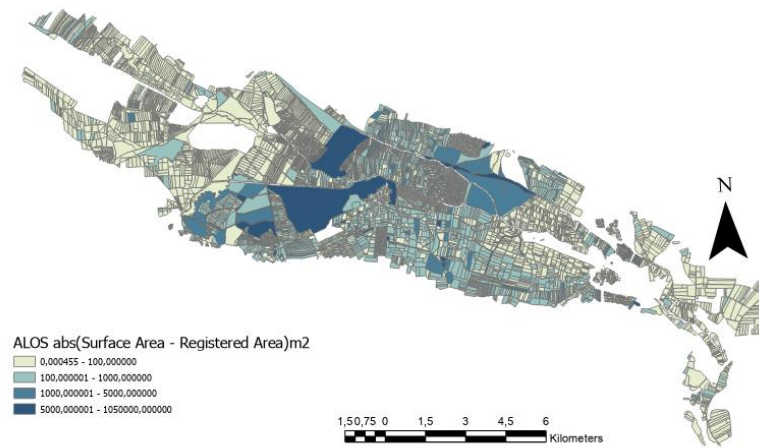 N
ALOS abs(Surface Area - Registered Area)m2
0,000455 - 100,000000
100,000001 - 1000,000000
1000,000001 - 5000,000000
5000,000001 - 1050000,000000
1,50,75 0 1,5 3 4,5 6
Kilometers